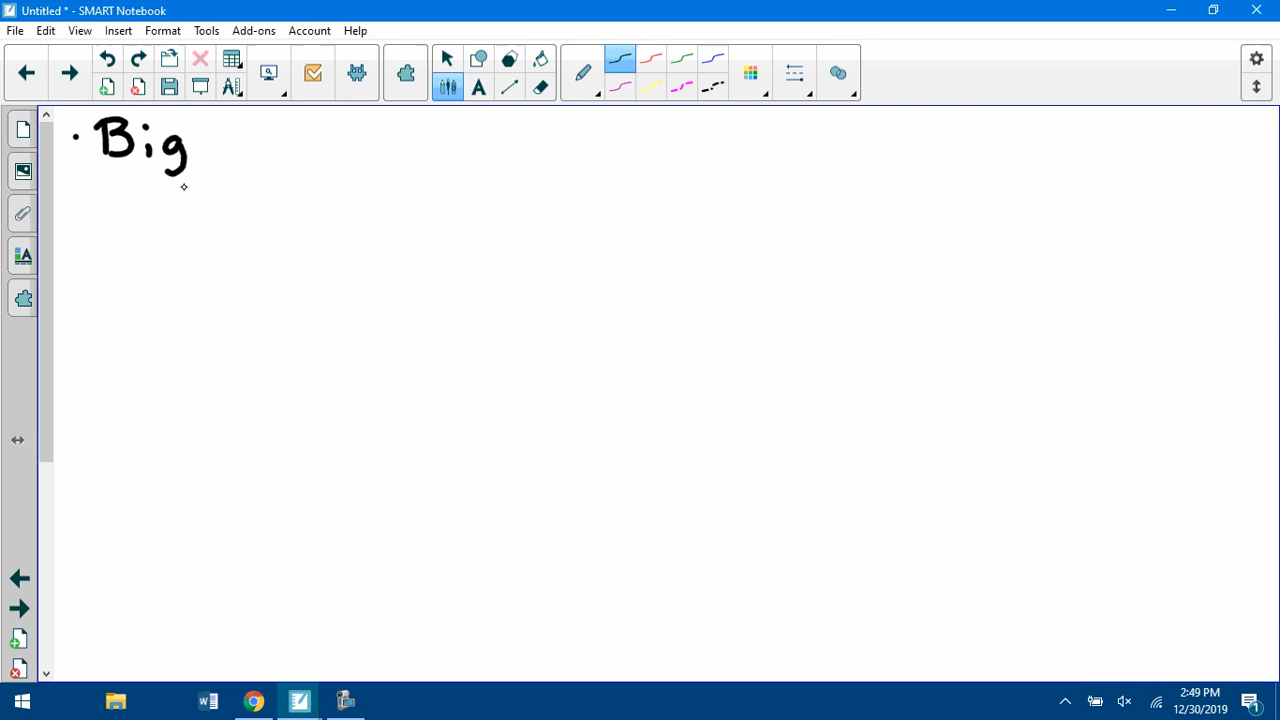 Untitled * - SMART Notebook
File Edit View Insert Format Tools Add-ons Account Help
· Big
2:49 PM
12/30/2019